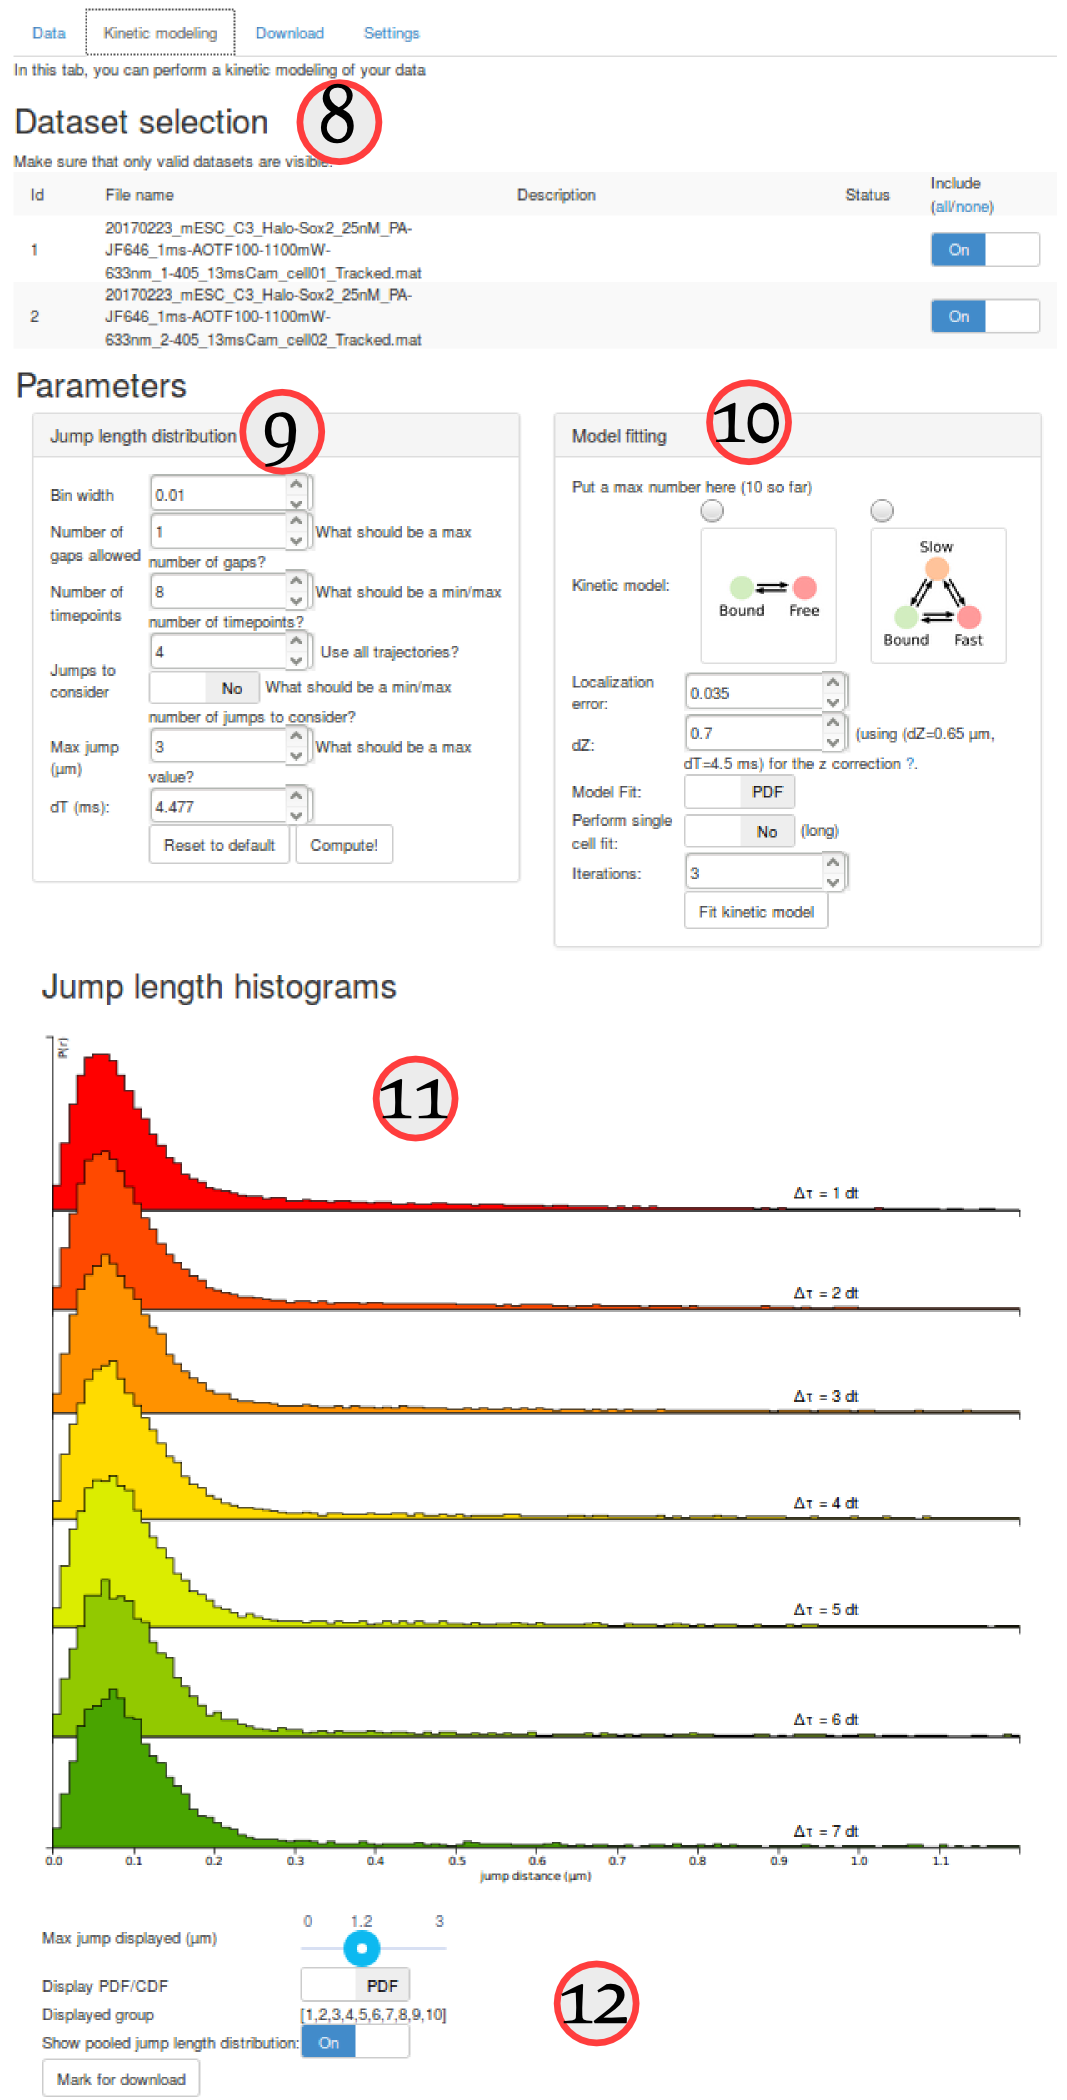 Data Kinetic modeling Download Settings
In this tab, you can perform a kinetic modeling of your data
Dataset selection 8
Make sure that only valid datasets are visible.
Id File name Description Status Include (all/none)
20170223_mESC_C3_Halo-Sox2_25nM_PA-
1 JF646_1ms-AOTF100-1100mW- On
633nm_1-405_13msCam_cell01_Tracked.mat
20170223_mESC_C3_Halo-Sox2_25nM_PA-
2 JF646_1ms-AOTF100-1100mW- On
633nm_2-405_13msCam_cell02_Tracked.mat
Parameters
Jump length distribution 9
Bin width 0.01
Number of gaps allowed 1 What should be a max
number of gaps?
Number of timepoints 8 What should be a min/max
number of timepoints?
Jumps to consider 4 Use all trajectories?
No What should be a min/max
number of jumps to consider?
Max jump (µm) 3 What should be a max
value?
dT (ms): 4.477
Reset to default Compute!
Model fitting 10
Put a max number here (10 so far)
Kinetic model:
Bound Free
Slow
Bound Fast
Localization error: 0.035
dZ: 0.7 (using (dZ=0.65 µm,
dT=4.5 ms) for the z correction ?.
Model Fit: PDF
Perform single cell fit: No (long)
Iterations: 3
Fit kinetic model
Jump length histograms
P(r)
11
Δτ = 1 dt
Δτ = 2 dt
Δτ = 3 dt
Δτ = 4 dt
Δτ = 5 dt
Δτ = 6 dt
Δτ = 7 dt
0.0 0.1 0.2 0.3 0.4 0.5 0.6 0.7 0.8 0.9 1.0 1.1
jump distance (µm)
0 1.2 3
Max jump displayed (µm)
Display PDF/CDF PDF
12
Displayed group [1,2,3,4,5,6,7,8,9,10]
Show pooled jump length distribution: On
Mark for download